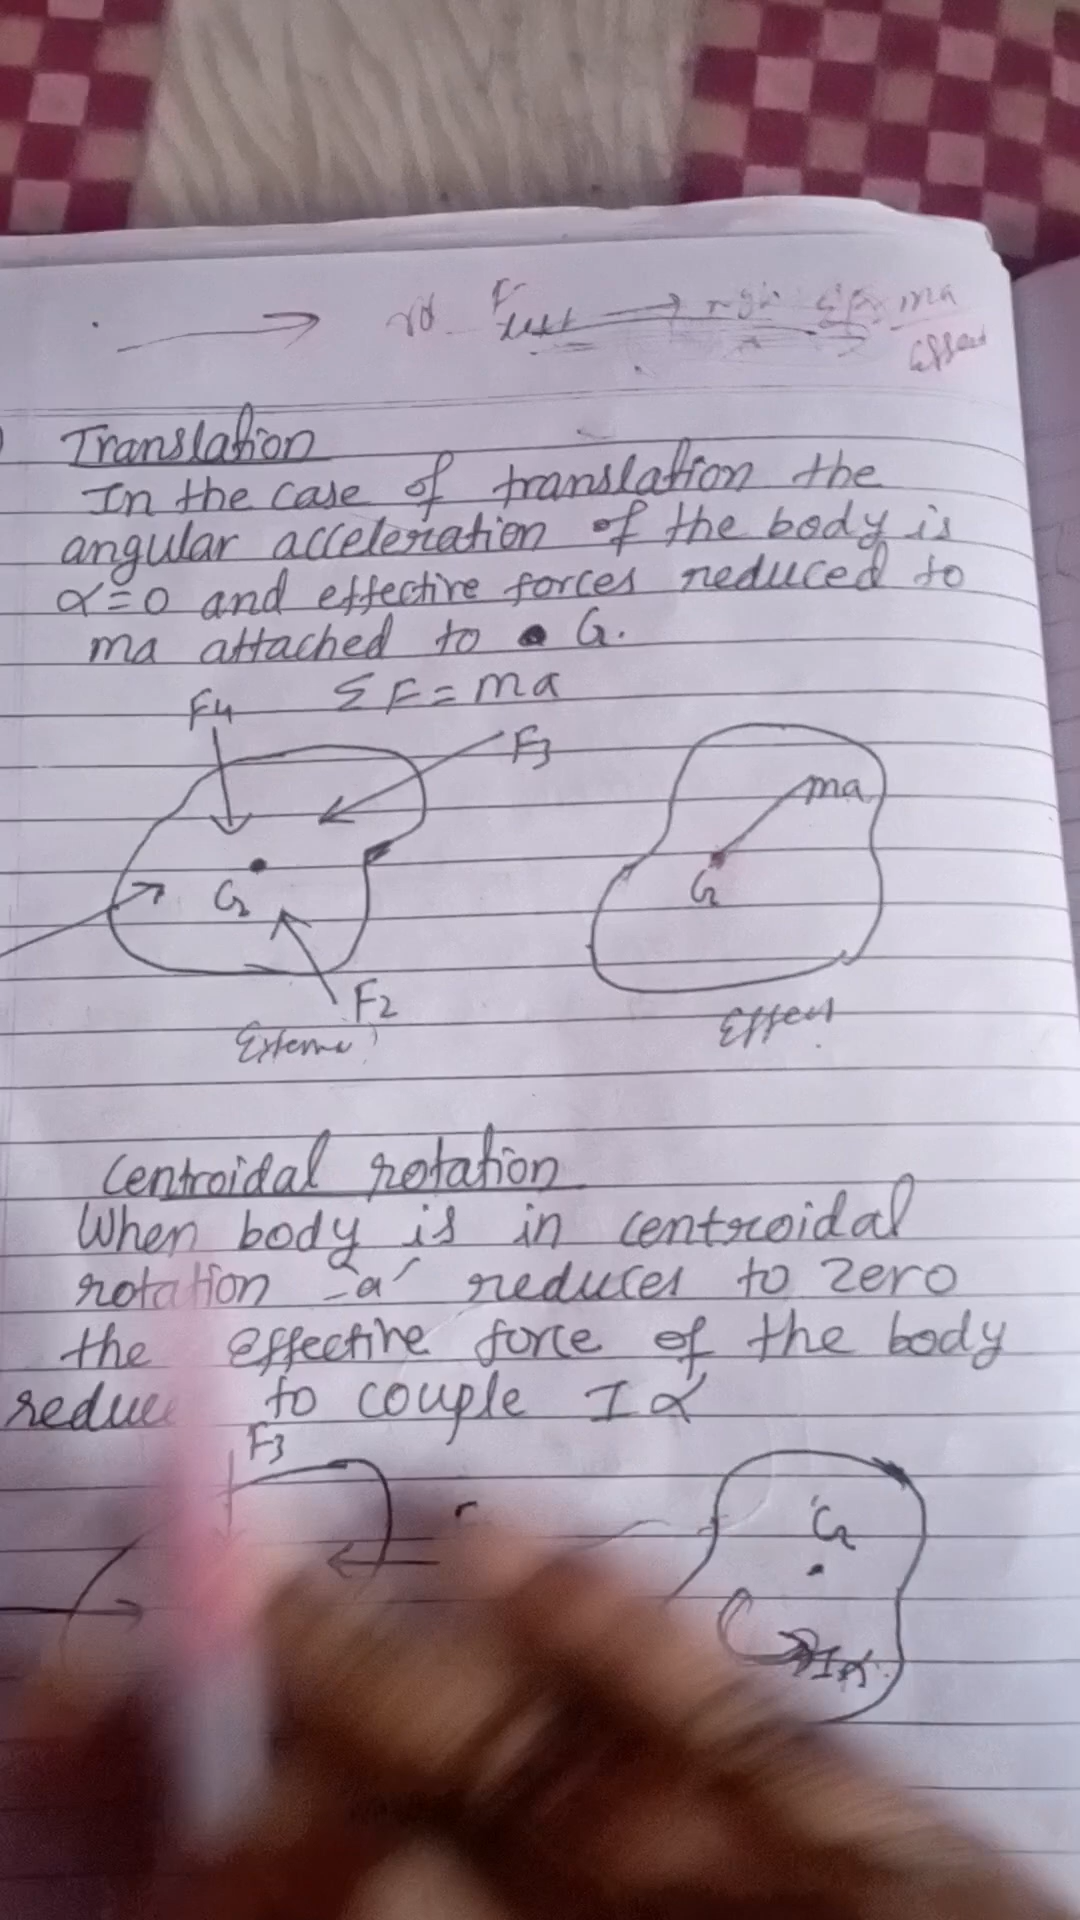 ma
Translation
In the case of translation the
angular acceleration of the body is
α=0 and effective forces reduced to
ma attached to G.
ΣF=ma
F4
F3
ma
G
G
F2
Effect
Centroidal rotation
When body is in centroidal
rotation 'a' reduces to zero
the effective force of the body
reduce to couple Iα
F3
G
Iα